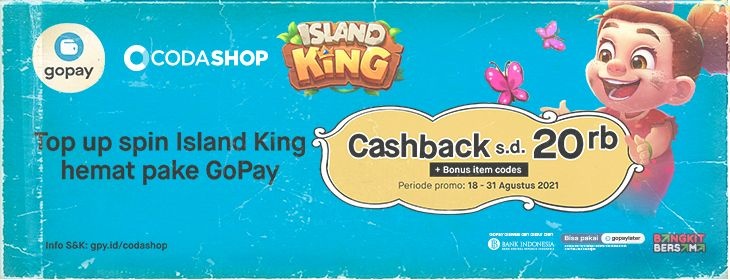 gopay
CODASHOP
ISLAND
KING
Top up spin Island King
hemat pake GoPay
Cashback s.d. 20rb
+ Bonus item codes
Periode promo: 18 - 31 Agustus 2021
Info S&K: gpy.id/codashop
BANK INDONESIA
Bisa pakai gopaylater
BANGKIT
BERSAMA